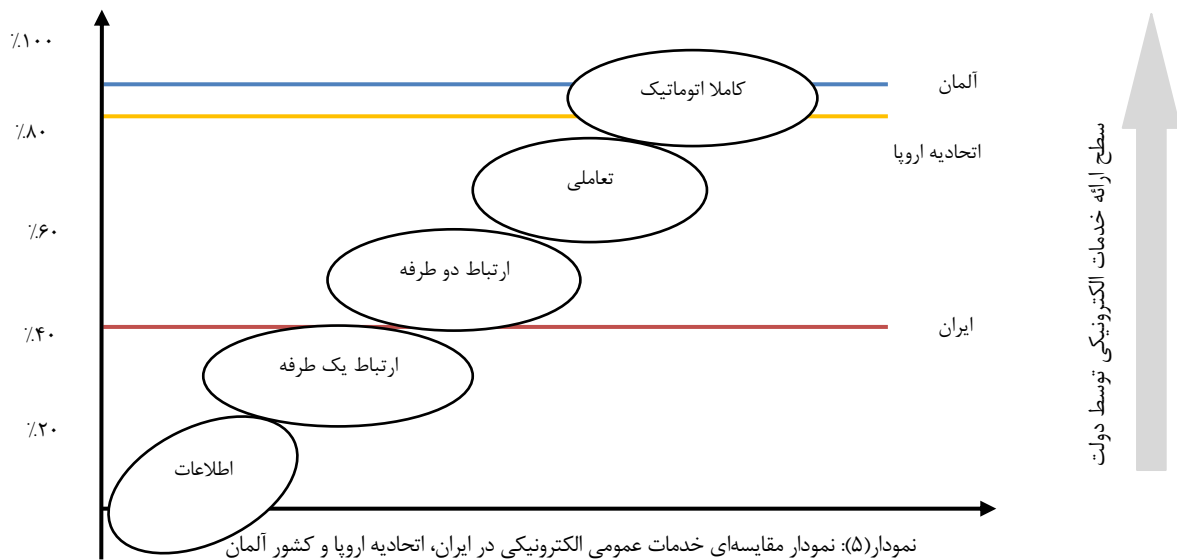 ٪۱۰۰
آلمان
کاملا اتوماتیک
٪۸۰
اتحادیه اروپا
تعاملی
٪۶۰
ارتباط دو طرفه
٪۴۰
ایران
ارتباط یک طرفه
٪۲۰
اطلاعات
سطح ارائه خدمات الکترونیکی توسط دولت
نمودار(۵): نمودار مقایسه‌ای خدمات عمومی الکترونیکی در ایران، اتحادیه اروپا و کشور آلمان